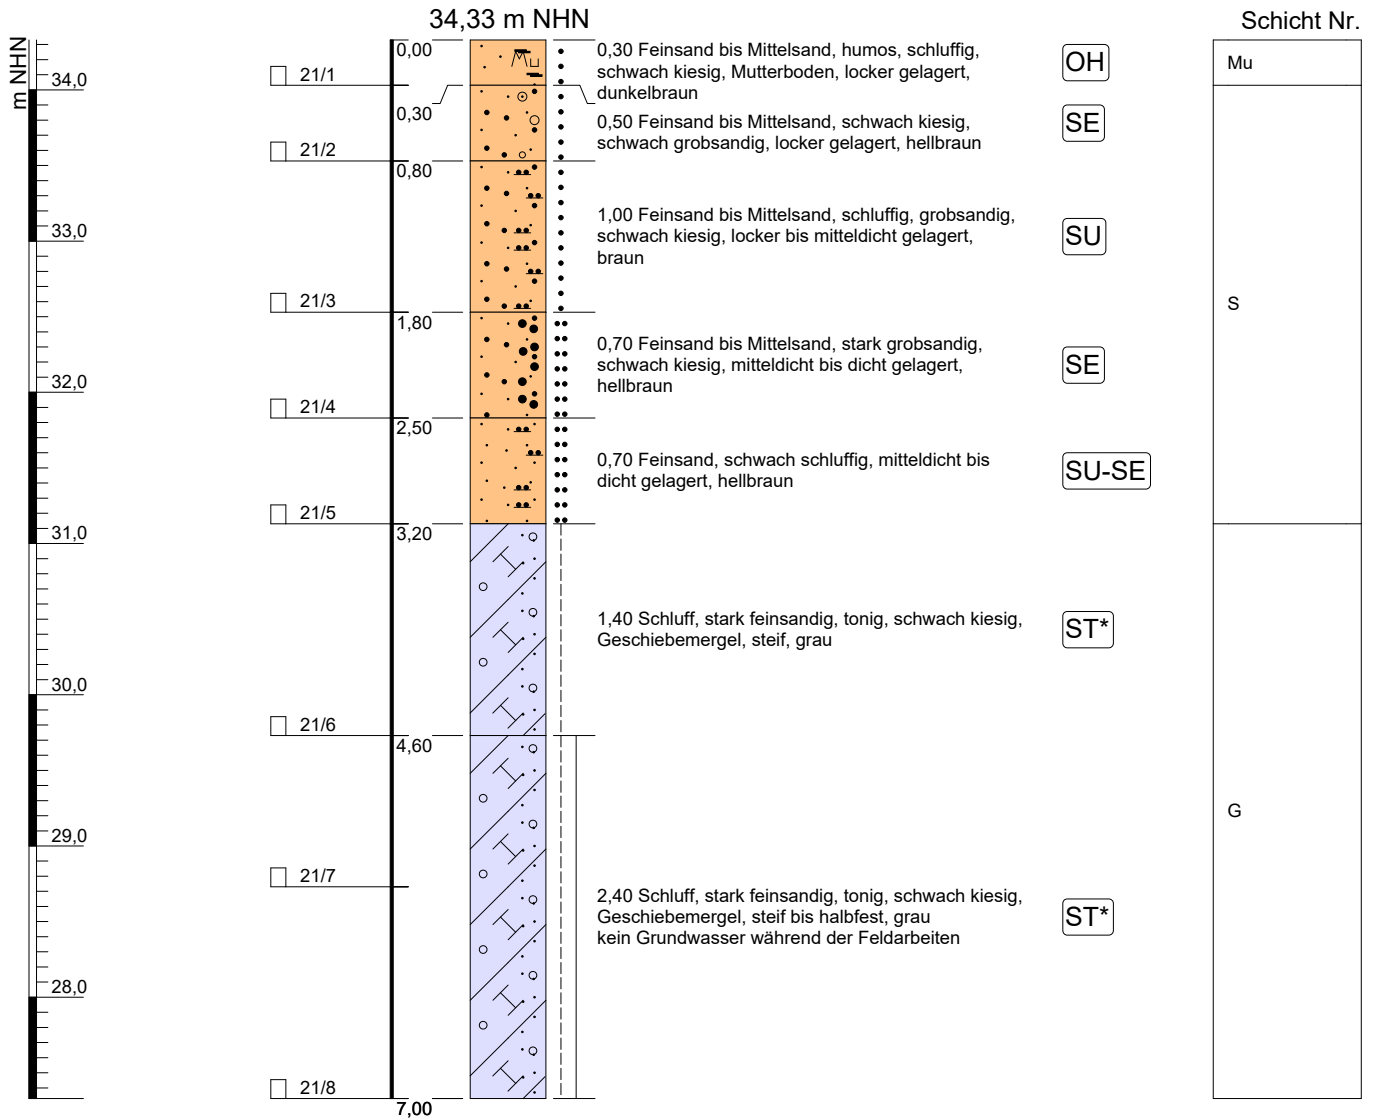 34,33 m NHN
Schicht Nr.
m NHN
0,00
0,30 Feinsand bis Mittelsand, humos, schluffig,
schwach kiesig, Mutterboden, locker gelagert,
dunkelbraun
OH
Mu
21/1
34,0
0,30
0,50 Feinsand bis Mittelsand, schwach kiesig,
schwach grobsandig, locker gelagert, hellbraun
SE
21/2
0,80
1,00 Feinsand bis Mittelsand, schluffig, grobsandig,
schwach kiesig, locker bis mitteldicht gelagert,
braun
SU
33,0
21/3
S
1,80
0,70 Feinsand bis Mittelsand, stark grobsandig,
schwach kiesig, mitteldicht bis dicht gelagert,
hellbraun
SE
32,0
21/4
2,50
0,70 Feinsand, schwach schluffig, mitteldicht bis
dicht gelagert, hellbraun
SU-SE
21/5
31,0
3,20
1,40 Schluff, stark feinsandig, tonig, schwach kiesig,
Geschiebemergel, steif, grau
ST*
30,0
21/6
4,60
G
29,0
21/7
2,40 Schluff, stark feinsandig, tonig, schwach kiesig,
Geschiebemergel, steif bis halbfest, grau
kein Grundwasser während der Feldarbeiten
ST*
28,0
21/8
7,00